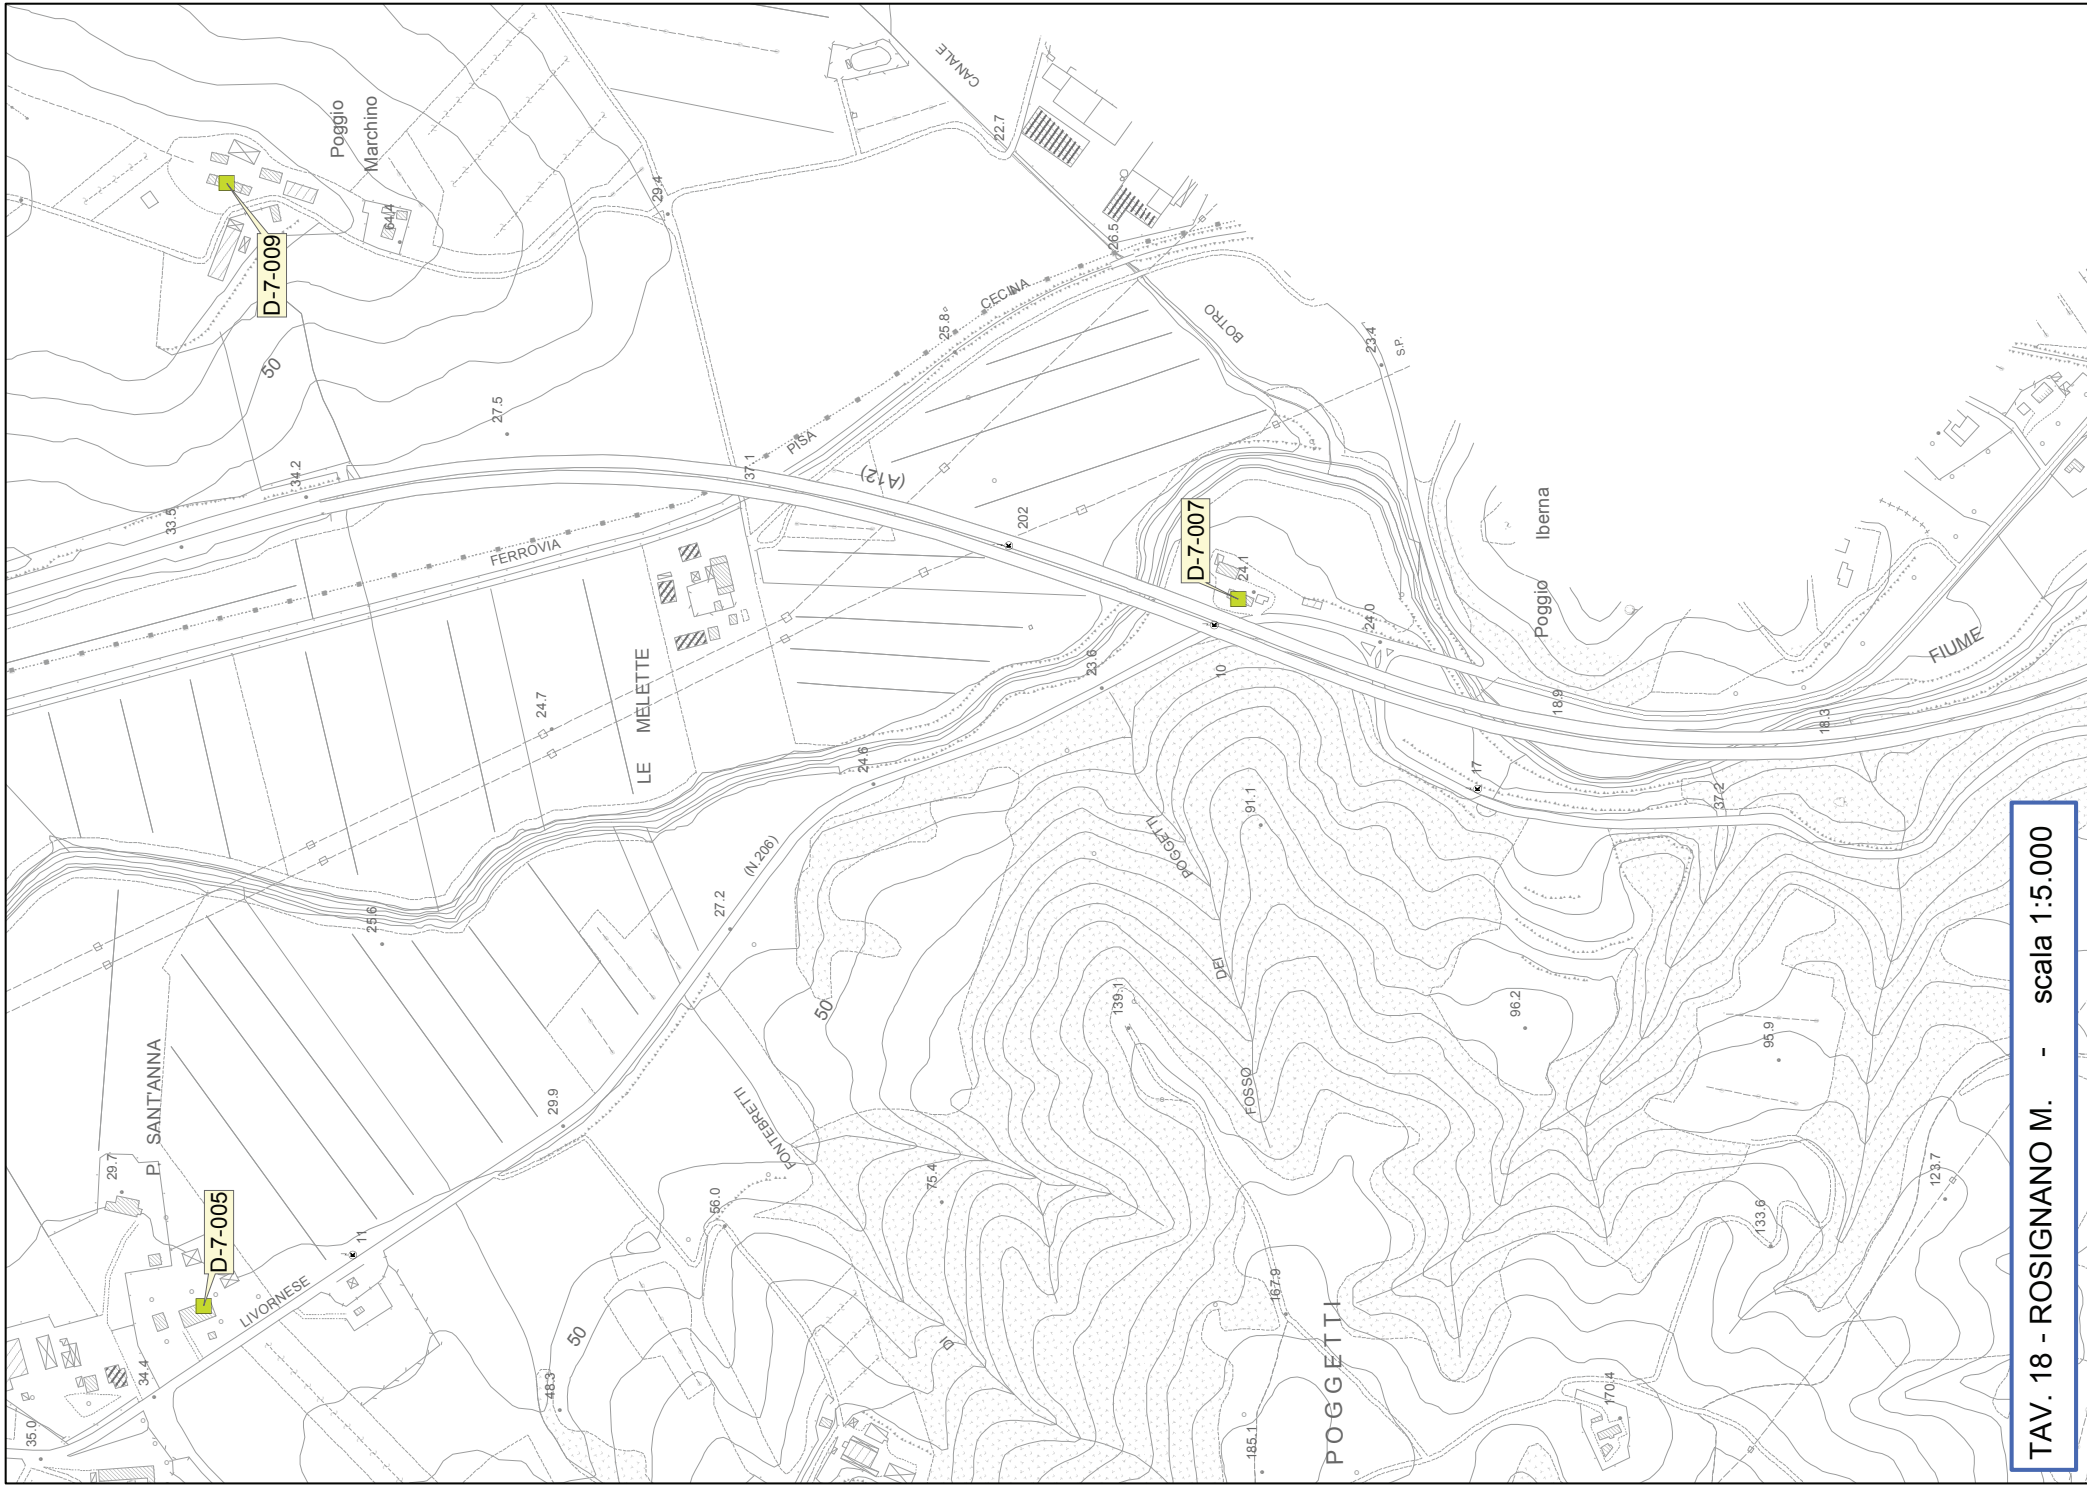 Poggio
Marchino
64.4
D-7-009
50
27.5
34.2
33.5
29.4
22.7
CANALE
26.5
CECINA
25.8
PISA
37.1
(A12)
FERROVIA
BOTRO
23.4
S.P.
202
D-7-007
24.1
24.0
Poggio Iberna
FIUME
18.9
18.3
17
37.2
10
23.6
24.6
LE MELETTE
24.7
25.6
(N.206)
27.2
29.9
P. SANT'ANNA
29.7
D-7-005
11
LIVORNESE
34.4
35.0
48.3
50
56.0
FONTEBRETTI
DI
75.4
50
139.1
FOSSO
DEI
POGGETTI
91.1
96.2
95.9
123.7
133.6
167.9
185.1
POGGETTI
170.4
TAV. 18 - ROSIGNANO M. - scala 1:5.000